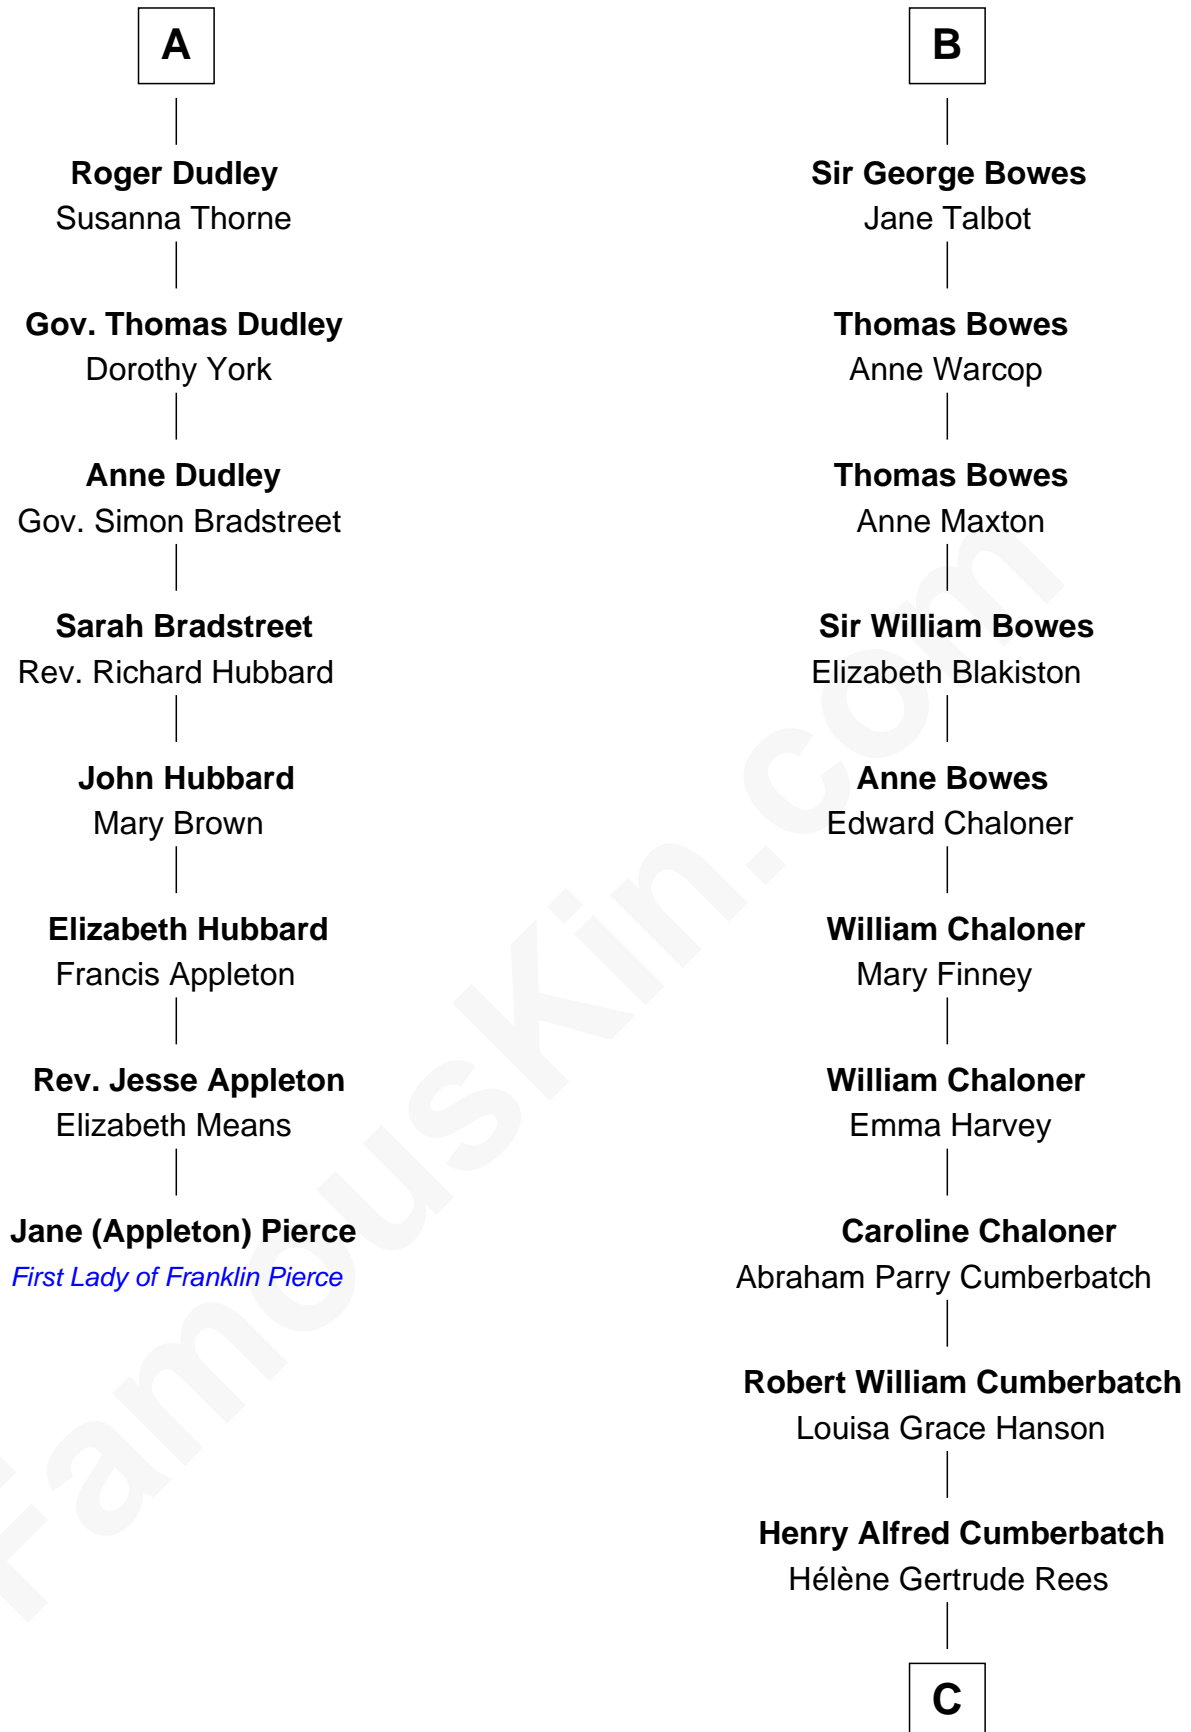 A
Roger Dudley
Susanna Thorne
Gov. Thomas Dudley
Dorothy York
Anne Dudley
Gov. Simon Bradstreet
Sarah Bradstreet
Rev. Richard Hubbard
John Hubbard
Mary Brown
Elizabeth Hubbard
Francis Appleton
Rev. Jesse Appleton
Elizabeth Means
Jane (Appleton) Pierce
First Lady of Franklin Pierce
B
Sir George Bowes
Jane Talbot
Thomas Bowes
Anne Warcop
Thomas Bowes
Anne Maxton
Sir William Bowes
Elizabeth Blakiston
Anne Bowes
Edward Chaloner
William Chaloner
Mary Finney
William Chaloner
Emma Harvey
Caroline Chaloner
Abraham Parry Cumberbatch
Robert William Cumberbatch
Louisa Grace Hanson
Henry Alfred Cumberbatch
Hélène Gertrude Rees
C
FamousKin.com